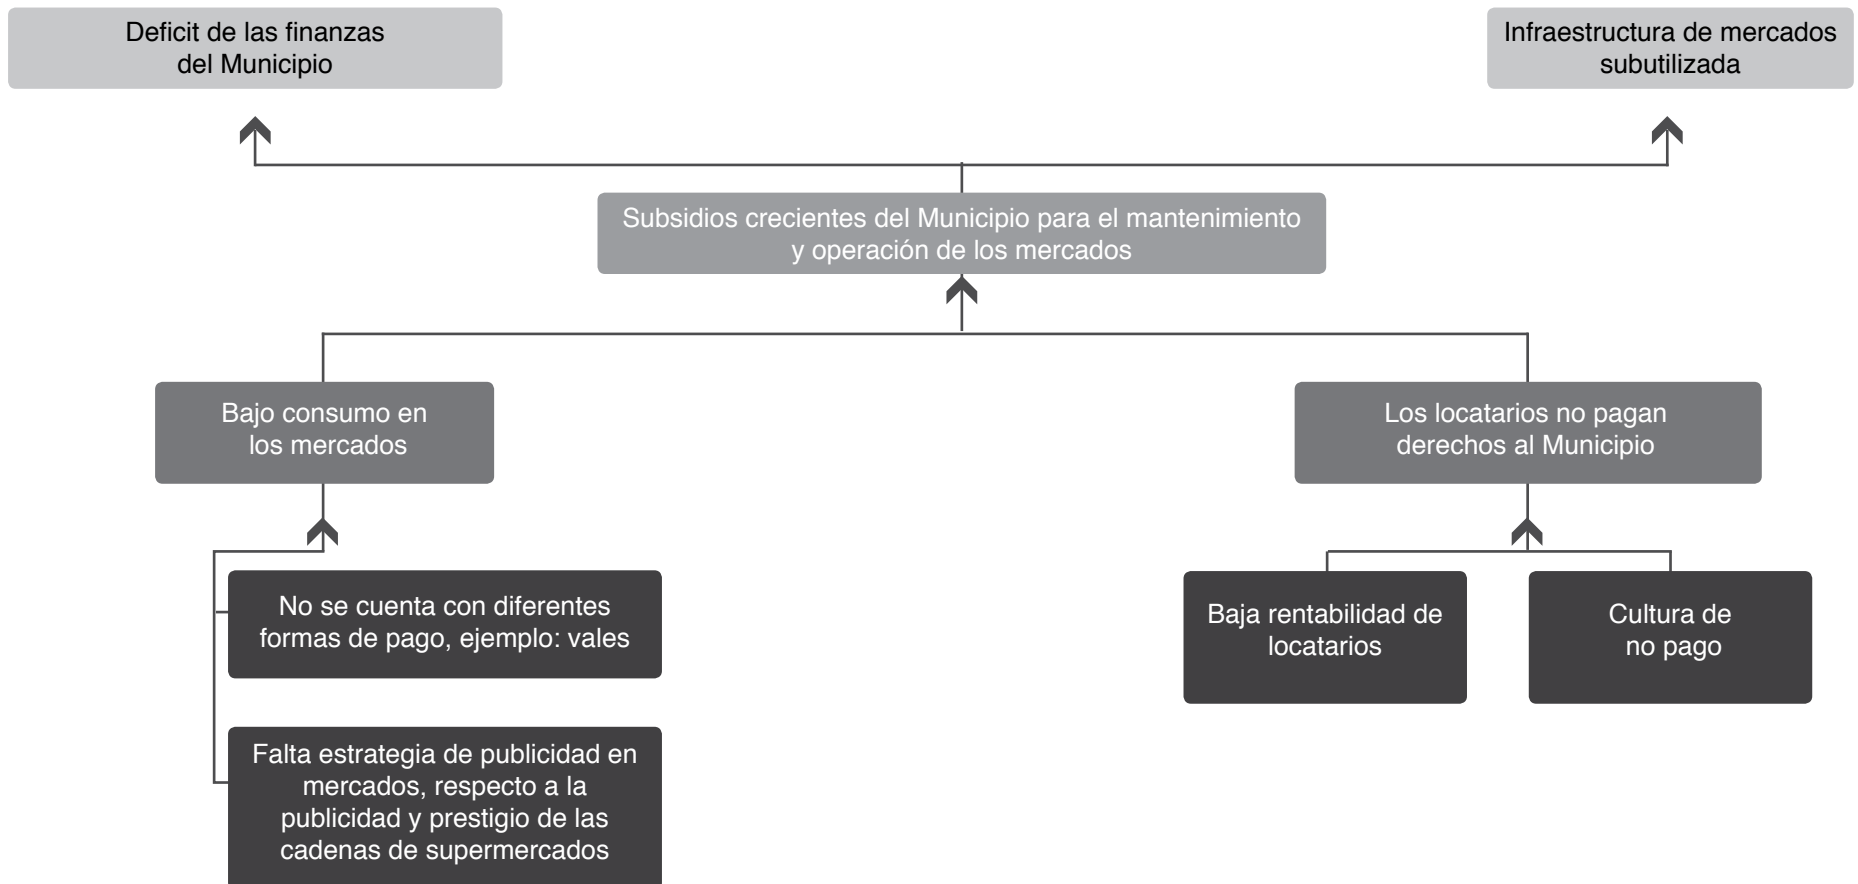 Deficit de las finanzas
del Municipio
Infraestructura de mercados
subutilizada
Subsidios crecientes del Municipio para el mantenimiento
y operación de los mercados
Bajo consumo en
los mercados
Los locatarios no pagan
derechos al Municipio
No se cuenta con diferentes
formas de pago, ejemplo: vales
Baja rentabilidad de
locatarios
Cultura de
no pago
Falta estrategia de publicidad en
mercados, respecto a la
publicidad y prestigio de las
cadenas de supermercados